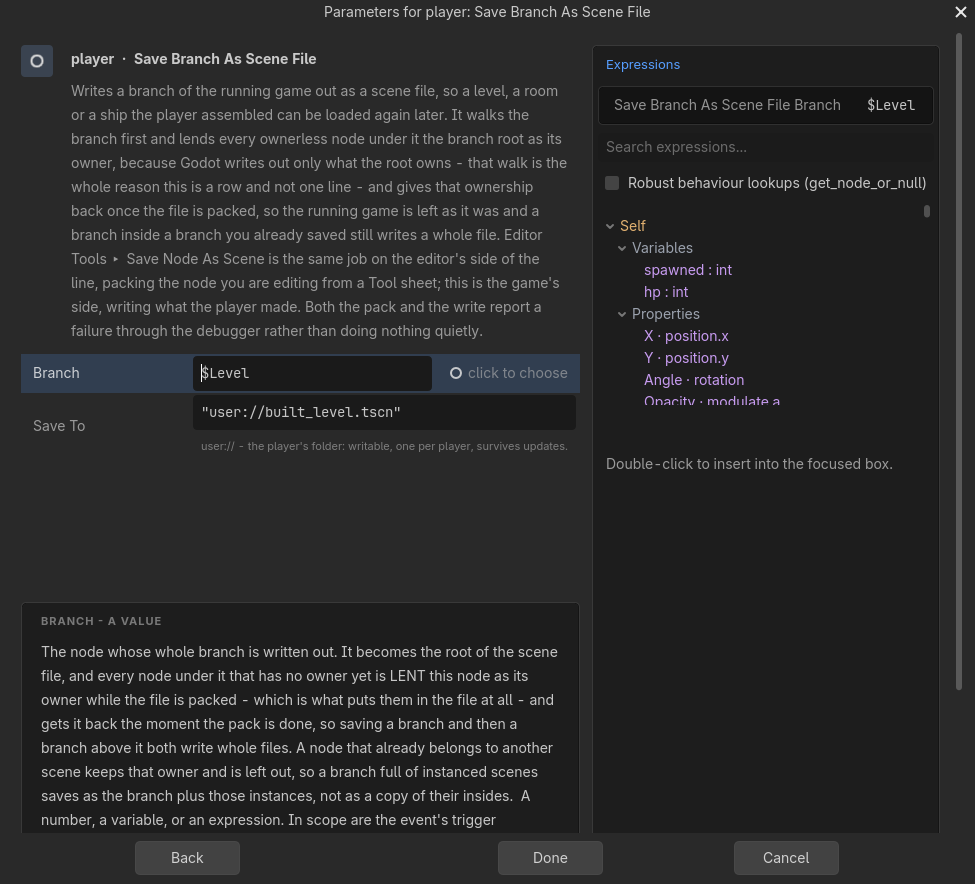 Parameters for player: Save Branch As Scene File
player · Save Branch As Scene File
Writes a branch of the running game out as a scene file, so a level, a room
or a ship the player assembled can be loaded again later. It walks the
branch first and lends every ownerless node under it the branch root as its
owner, because Godot writes out only what the root owns - that walk is the
whole reason this is a row and not one line - and gives that ownership
back once the file is packed, so the running game is left as it was and a
branch inside a branch you already saved still writes a whole file. Editor
Tools ▸ Save Node As Scene is the same job on the editor's side of the
line, packing the node you are editing from a Tool sheet; this is the game's
side, writing what the player made. Both the pack and the write report a
failure through the debugger rather than doing nothing quietly.
Branch
$Level
click to choose
Save To
"user://built_level.tscn"
user:// - the player's folder: writable, one per player, survives updates.
BRANCH - A VALUE
The node whose whole branch is written out. It becomes the root of the scene
file, and every node under it that has no owner yet is LENT this node as its
owner while the file is packed - which is what puts them in the file at all - and
gets it back the moment the pack is done, so saving a branch and then a
branch above it both write whole files. A node that already belongs to another
scene keeps that owner and is left out, so a branch full of instanced scenes
saves as the branch plus those instances, not as a copy of their insides. A
number, a variable, or an expression. In scope are the event's trigger
Expressions
Save Branch As Scene File Branch $Level
Search expressions...
Robust behaviour lookups (get_node_or_null)
Self
Variables
spawned : int
hp : int
Properties
X · position.x
Y · position.y
Angle · rotation
Opacity · modulate.a
Double-click to insert into the focused box.
Back
Done
Cancel